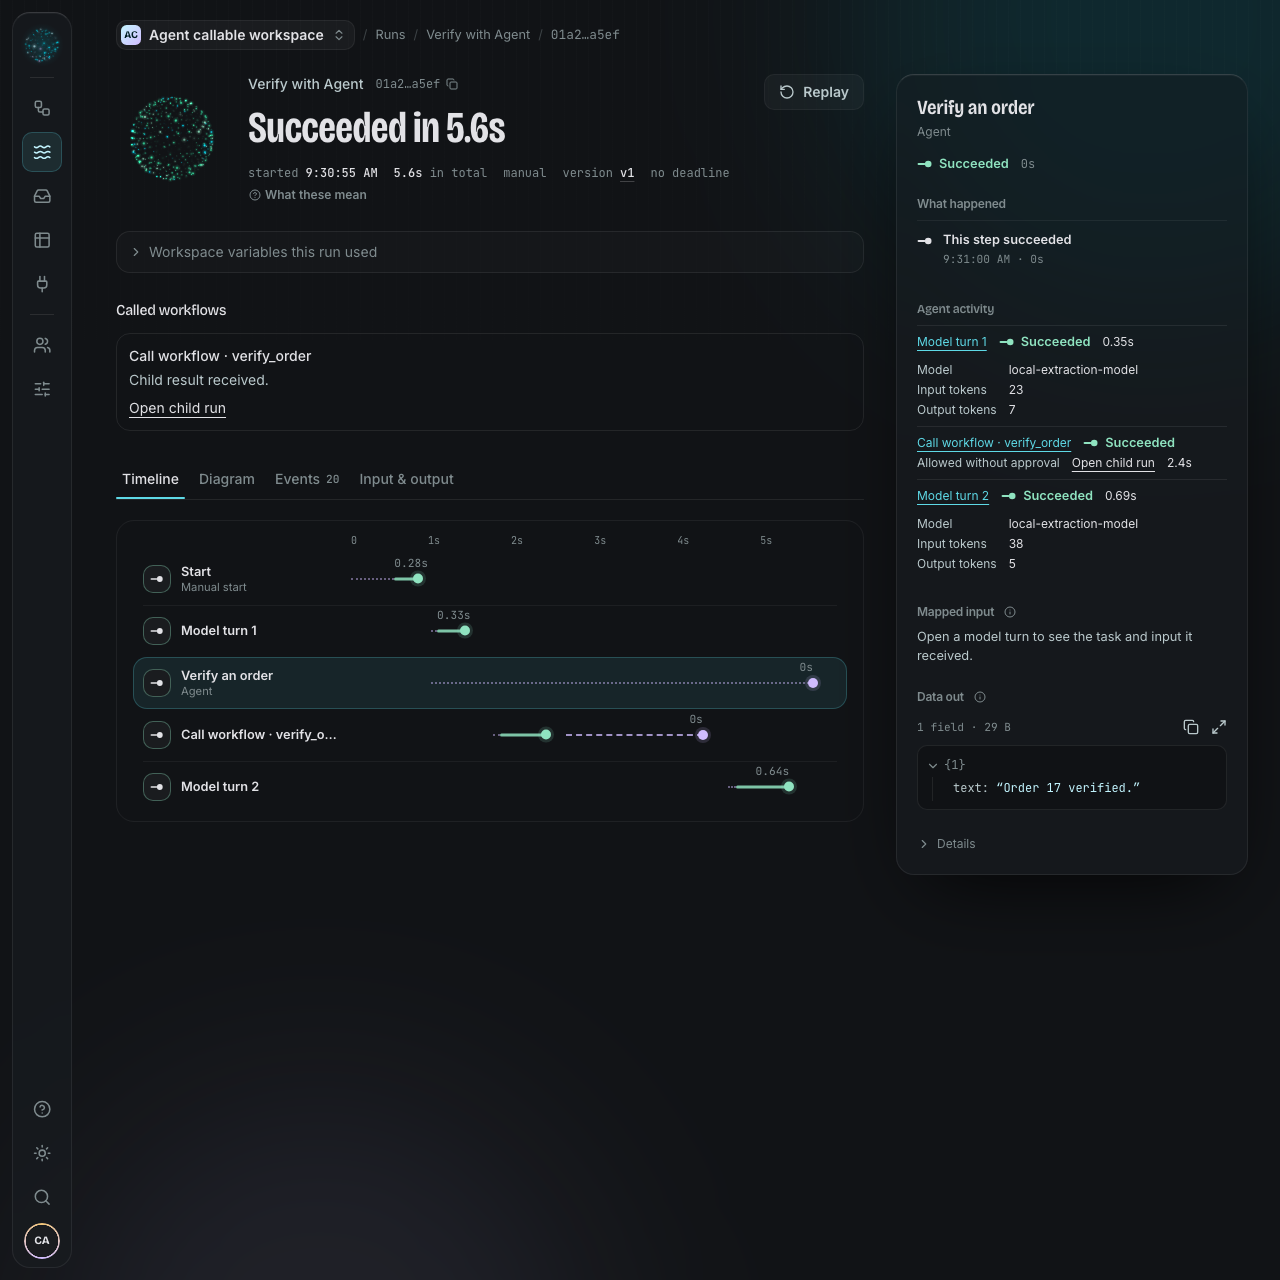 AC Agent callable workspace / Runs / Verify with Agent / 01a2…a5ef
Verify with Agent 01a2…a5ef
Replay
Succeeded in 5.6s
started 9:30:55 AM 5.6s in total manual version v1 no deadline
What these mean
Workspace variables this run used
Called workflows
Call workflow · verify_order
Child result received.
Open child run
Timeline Diagram Events 20 Input & output
0 1s 2s 3s 4s 5s
Start
Manual start
0.28s
Model turn 1
0.33s
Verify an order
Agent
0s
Call workflow · verify_o…
0s
Model turn 2
0.64s
Verify an order
Agent
Succeeded 0s
What happened
This step succeeded
9:31:00 AM · 0s
Agent activity
Model turn 1 Succeeded 0.35s
Model local-extraction-model
Input tokens 23
Output tokens 7
Call workflow · verify_order Succeeded
Allowed without approval Open child run 2.4s
Model turn 2 Succeeded 0.69s
Model local-extraction-model
Input tokens 38
Output tokens 5
Mapped input
Open a model turn to see the task and input it
received.
Data out
1 field · 29 B
{1}
text: “Order 17 verified.”
Details
CA